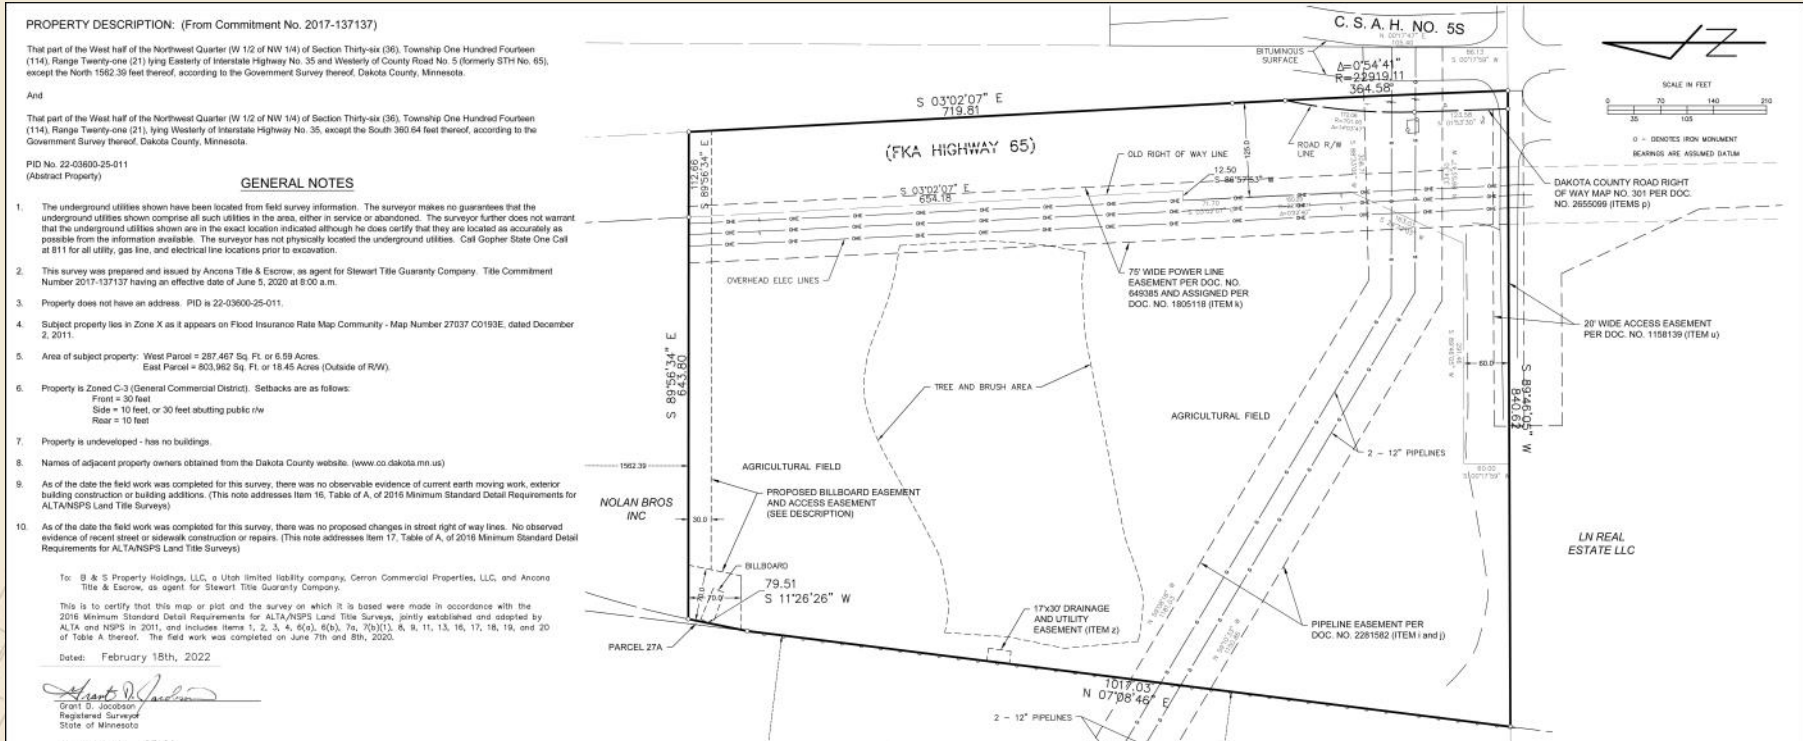 PROPERTY DESCRIPTION: (From Commitment No. 2017-137137)
That part of the West half of the Northwest Quarter (W 1/2 of NW 1/4) of Section Thirty-six (36), Township One Hundred Fourteen
(114), Range Twenty-one (21) lying Easterly of Interstate Highway No. 35 and Westerly of County Road No. 5 (formerly STH No. 65),
except the North 1562.39 feet thereof, according to the Government Survey thereof, Dakota County, Minnesota.
And
That part of the West half of the Northwest Quarter (W 1/2 of NW 1/4) of Section Thirty-six (36), Township One Hundred Fourteen
(114), Range Twenty-one (21), lying Westerly of Interstate Highway No. 35, except the South 360.64 feet thereof, according to the
Government Survey thereof, Dakota County, Minnesota.
PID No. 22-03600-25-011
(Abstract Property)
GENERAL NOTES
1. The underground utilities shown have been located from field survey information. The surveyor makes no guarantees that the
underground utilities shown comprise all such utilities in the area, either in service or abandoned. The surveyor further does not warrant
that the underground utilities shown are in the exact location indicated although he does certify that they are located as accurately as
possible from the information available. The surveyor has not physically located the underground utilities. Call Gopher State One Call
at 811 for all utility, gas line, and electrical line locations prior to excavation.
2. This survey was prepared and issued by Ancona Title & Escrow, as agent for Stewart Title Guaranty Company. Title Commitment
Number 2017-137137 having an effective date of June 5, 2020 at 8:00 a.m.
3. Property does not have an address. PID is 22-03600-25-011.
4. Subject property lies in Zone X as it appears on Flood Insurance Rate Map Community - Map Number 27037 C0193E, dated December
2, 2011.
5. Area of subject property: West Parcel = 287,467 Sq. Ft. or 6.59 Acres.
East Parcel = 803,962 Sq. Ft. or 18.45 Acres (Outside of R/W).
6. Property is Zoned C-3 (General Commercial District). Setbacks are as follows:
Front = 30 feet
Side = 10 feet, or 30 feet abutting public r/w
Rear = 10 feet
7. Property is undeveloped - has no buildings.
8. Names of adjacent property owners obtained from the Dakota County website. (www.co.dakota.mn.us)
9. As of the date the field work was completed for this survey, there was no observable evidence of current earth moving work, exterior
building construction or building additions. (This note addresses Item 16, Table of A, of 2016 Minimum Standard Detail Requirements for
ALTA/NSPS Land Title Surveys)
10. As of the date the field work was completed for this survey, there was no proposed changes in street right of way lines. No observed
evidence of recent street or sidewalk construction or repairs. (This note addresses Item 17, Table of A, of 2016 Minimum Standard Detail
Requirements for ALTA/NSPS Land Title Surveys)
To: B & S Property Holdings, LLC, a Utah limited liability company, Cerron Commercial Properties, LLC, and Ancona
Title & Escrow, as agent for Stewart Title Guaranty Company.
This is to certify that this map or plat and the survey on which it is based were made in accordance with the
2016 Minimum Standard Detail Requirements for ALTA/NSPS Land Title Surveys, jointly established and adopted by
ALTA and NSPS in 2011, and includes Items 1, 2, 3, 4, 6(a), 6(b), 7a, 7(b)(1), 8, 9, 11, 13, 16, 17, 18, 19, and 20
of Table A thereof. The field work was completed on June 7th and 8th, 2020.
Dated: February 18th, 2022
Grant D. Jacobson
Grant D. Jacobson
Registered Surveyor
State of Minnesota
C. S. A. H. NO. 5S
N 00°17'47" E
105.40
66.13
S 00°17'59" W
BITUMINOUS
SURFACE
Δ=0°54'41"
R=22919.11
364.58
SCALE IN FEET
0 70 140 210
35 105
O - DENOTES IRON MONUMENT
BEARINGS ARE ASSUMED DATUM
S 03°02'07" E
719.81
(FKA HIGHWAY 65)
OLD RIGHT OF WAY LINE
125.0
ROAD R/W
LINE
123.58
S 01°53'30" E
12.50
S 86°57'53" W
DAKOTA COUNTY ROAD RIGHT
OF WAY MAP NO. 301 PER DOC.
NO. 2655099 (ITEMS p)
112.66
S 89°56'34" E
S 03°02'07" E
654.18
OHE
OVERHEAD ELEC LINES
75' WIDE POWER LINE
EASEMENT PER DOC. NO.
649385 AND ASSIGNED PER
DOC. NO. 1805118 (ITEM k)
20' WIDE ACCESS EASEMENT
PER DOC. NO. 1158139 (ITEM u)
S 89°56'34" E
643.80
TREE AND BRUSH AREA
AGRICULTURAL FIELD
60.0
S 89°46'05" W
840.62
2 - 12" PIPELINES
60.00
S 00°17'59" W
1562.39
AGRICULTURAL FIELD
NOLAN BROS
INC
PROPOSED BILLBOARD EASEMENT
AND ACCESS EASEMENT
(SEE DESCRIPTION)
30.0
LN REAL
ESTATE LLC
BILLBOARD
79.51
S 11°26'26" W
70.0
17'x30' DRAINAGE
AND UTILITY
EASEMENT (ITEM z)
PIPELINE EASEMENT PER
DOC. NO. 2281582 (ITEM i and j)
PARCEL 27A
1017.03
N 07°08'46" E
2 - 12" PIPELINES